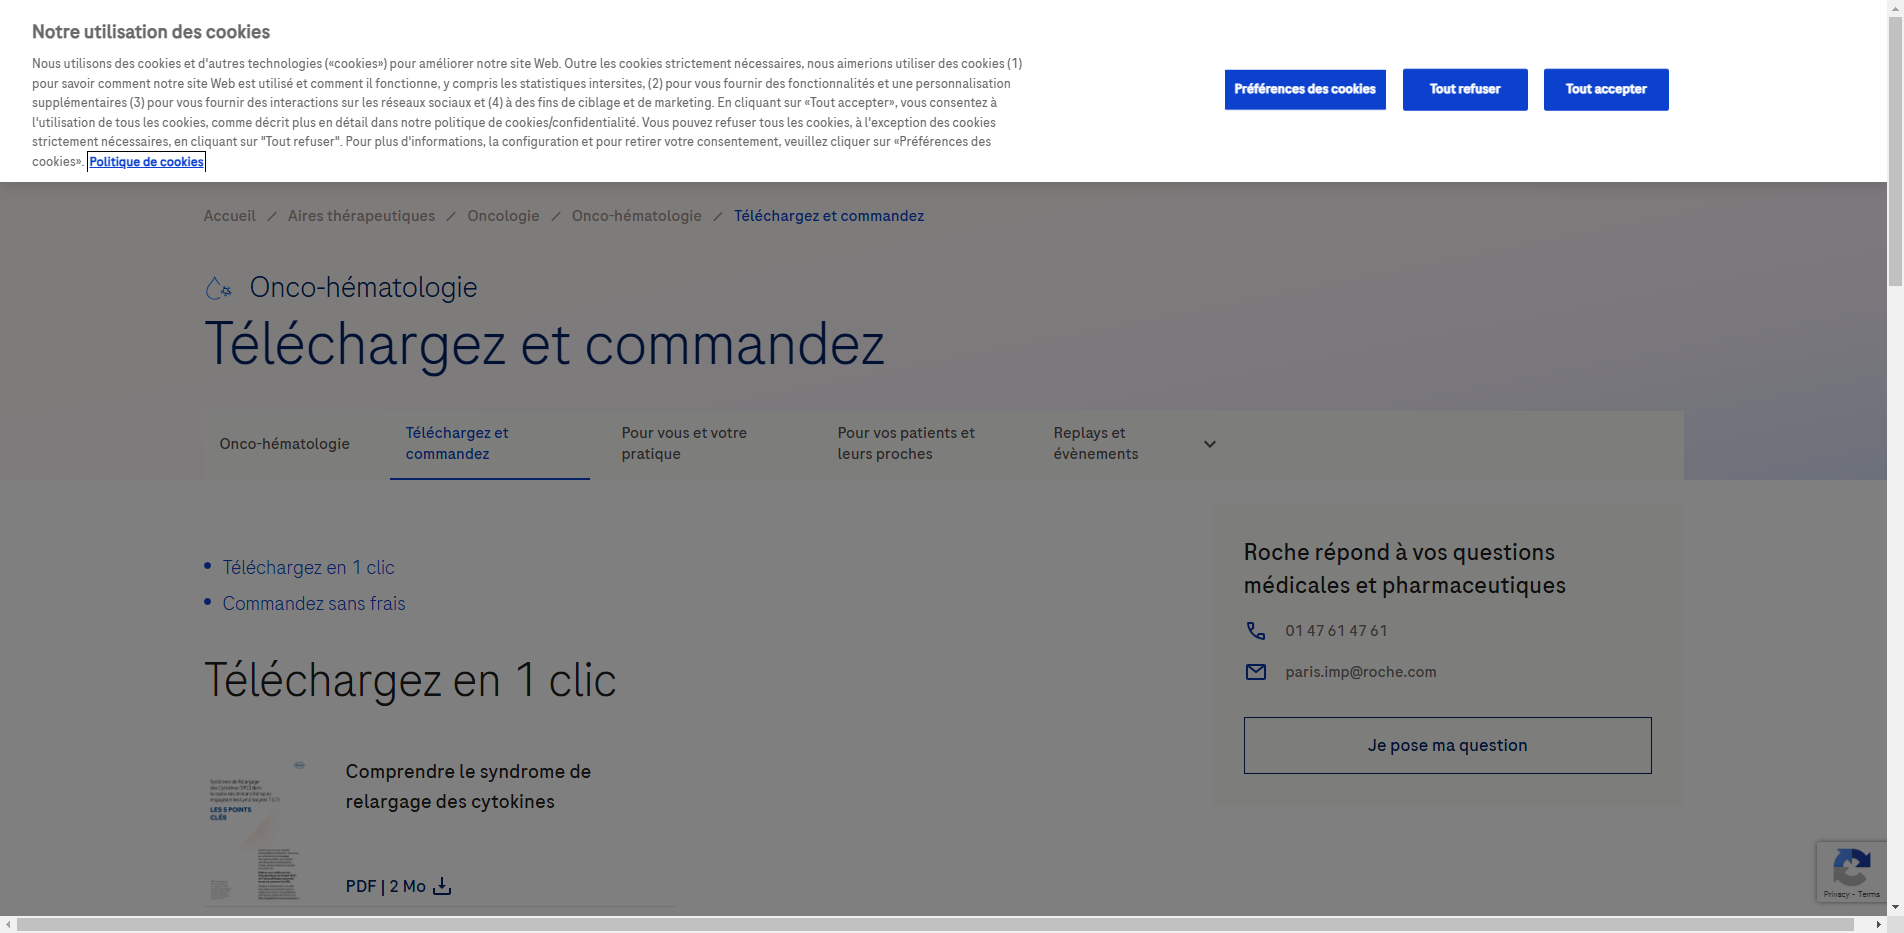 Notre utilisation des cookies
Nous utilisons des cookies et d'autres technologies («cookies») pour améliorer notre site Web. Outre les cookies strictement nécessaires, nous aimerions utiliser des cookies (1)
pour savoir comment notre site Web est utilisé et comment il fonctionne, y compris les statistiques intersites, (2) pour vous fournir des fonctionnalités et une personnalisation
supplémentaires (3) pour vous fournir des interactions sur les réseaux sociaux et (4) à des fins de ciblage et de marketing. En cliquant sur «Tout accepter», vous consentez à
l'utilisation de tous les cookies, comme décrit plus en détail dans notre politique de cookies/confidentialité. Vous pouvez refuser tous les cookies, à l'exception des cookies
strictement nécessaires, en cliquant sur "Tout refuser". Pour plus d'informations, la configuration et pour retirer votre consentement, veuillez cliquer sur «Préférences des
cookies». Politique de cookies
Préférences des cookies
Tout refuser
Tout accepter
Accueil / Aires thérapeutiques / Oncologie / Onco-hématologie / Téléchargez et commandez
Onco-hématologie
Téléchargez et commandez
Onco-hématologie
Téléchargez et
commandez
Pour vous et votre
pratique
Pour vos patients et
leurs proches
Replays et
évènements
Téléchargez en 1 clic
Commandez sans frais
Téléchargez en 1 clic
LES 5 POINTS
CLÉS
Comprendre le syndrome de
relargage des cytokines
PDF | 2 Mo
Roche répond à vos questions
médicales et pharmaceutiques
01 47 61 47 61
paris.imp@roche.com
Je pose ma question
Privacy - Terms